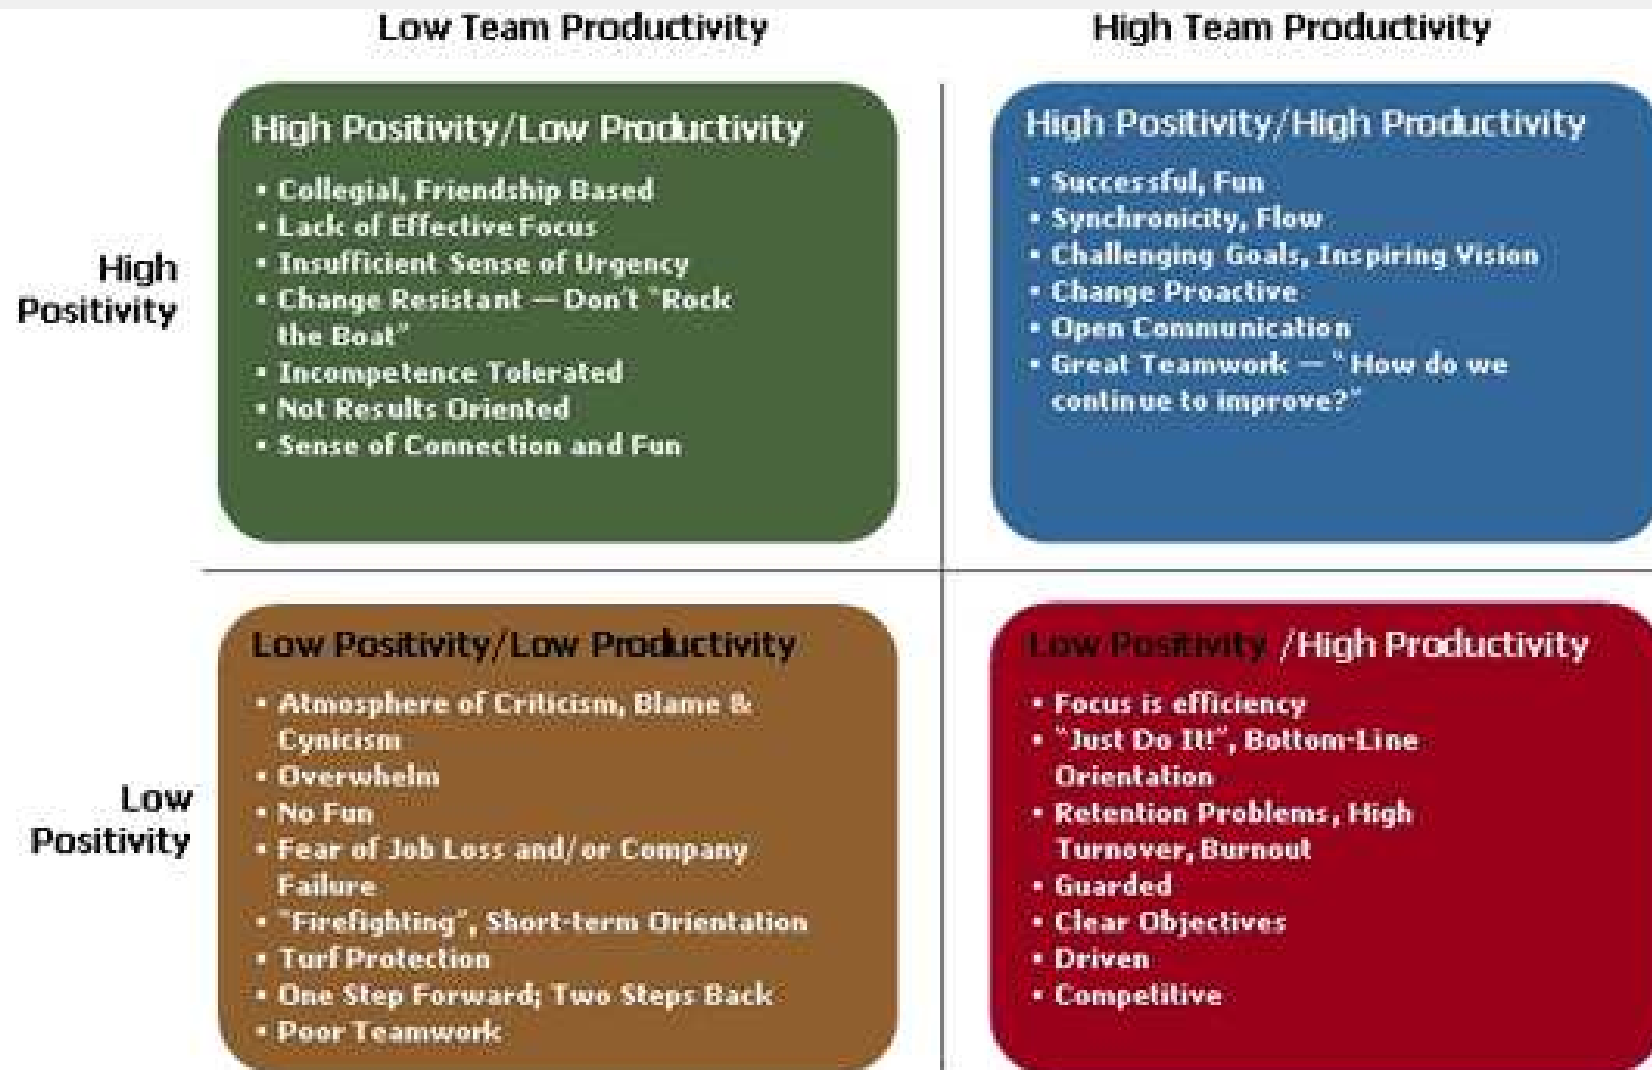 Low Team Productivity
High Team Productivity
High
Positivity
High Positivity/Low Productivity
• Collegial, Friendship Based
• Lack of Effective Focus
• Insufficient Sense of Urgency
• Change Resistant — Don't "Rock
the Boat"
• Incompetence Tolerated
• Not Results Oriented
• Sense of Connection and Fun
High Positivity/High Productivity
• Successful, Fun
• Synchronicity, Flow
• Challenging Goals, Inspiring Vision
• Change Proactive
• Open Communication
• Great Teamwork — "How do we
continue to improve?"
Low
Positivity
Low Positivity/Low Productivity
• Atmosphere of Criticism, Blame &
Cynicism
• Overwhelm
• No Fun
• Fear of Job Loss and/or Company
Failure
• "Firefighting", Short-term Orientation
• Turf Protection
• One Step Forward; Two Steps Back
• Poor Teamwork
Low Positivity /High Productivity
• Focus is efficiency
• "Just Do It!", Bottom-Line
Orientation
• Retention Problems, High
Turnover, Burnout
• Guarded
• Clear Objectives
• Driven
• Competitive